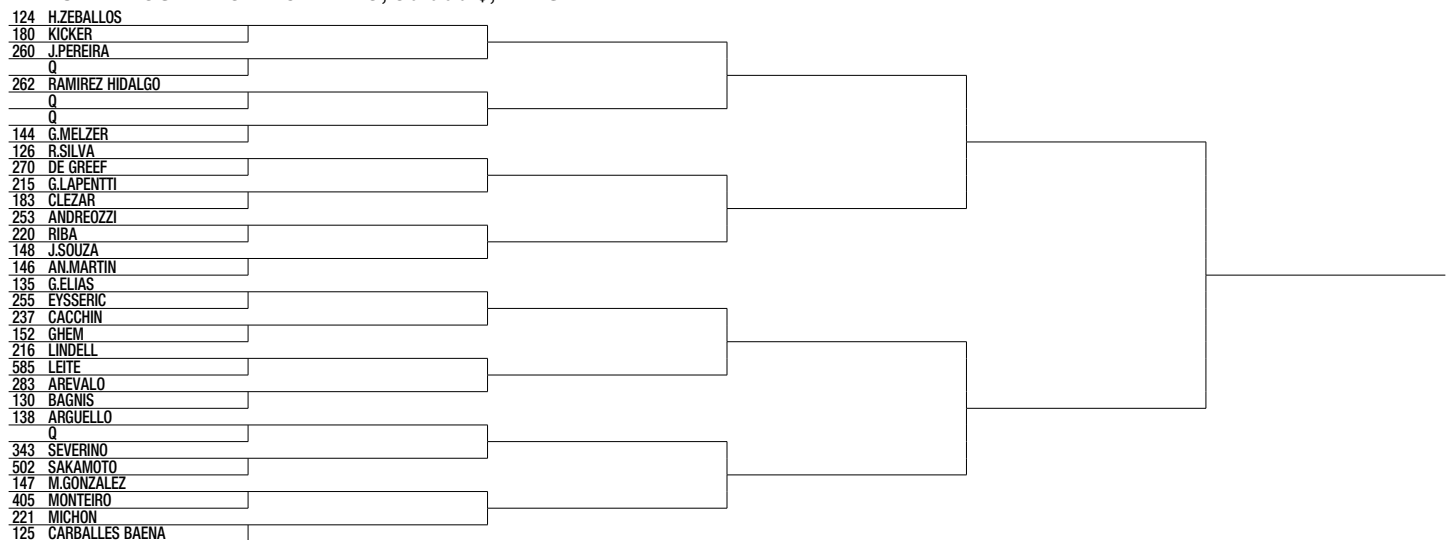 124 H.ZEBALLOS
180 KICKER
260 J.PEREIRA
Q
262 RAMIREZ HIDALGO
Q
Q
144 G.MELZER
126 R.SILVA
270 DE GREEF
215 G.LAPENTTI
183 CLEZAR
253 ANDREOZZI
220 RIBA
148 J.SOUZA
146 AN.MARTIN
135 G.ELIAS
255 EYSSERIC
237 CACCHIN
152 GHEM
216 LINDELL
585 LEITE
283 AREVALO
130 BAGNIS
138 ARGUELLO
Q
343 SEVERINO
502 SAKAMOTO
147 M.GONZALEZ
405 MONTEIRO
221 MICHON
125 CARBALLES BAENA